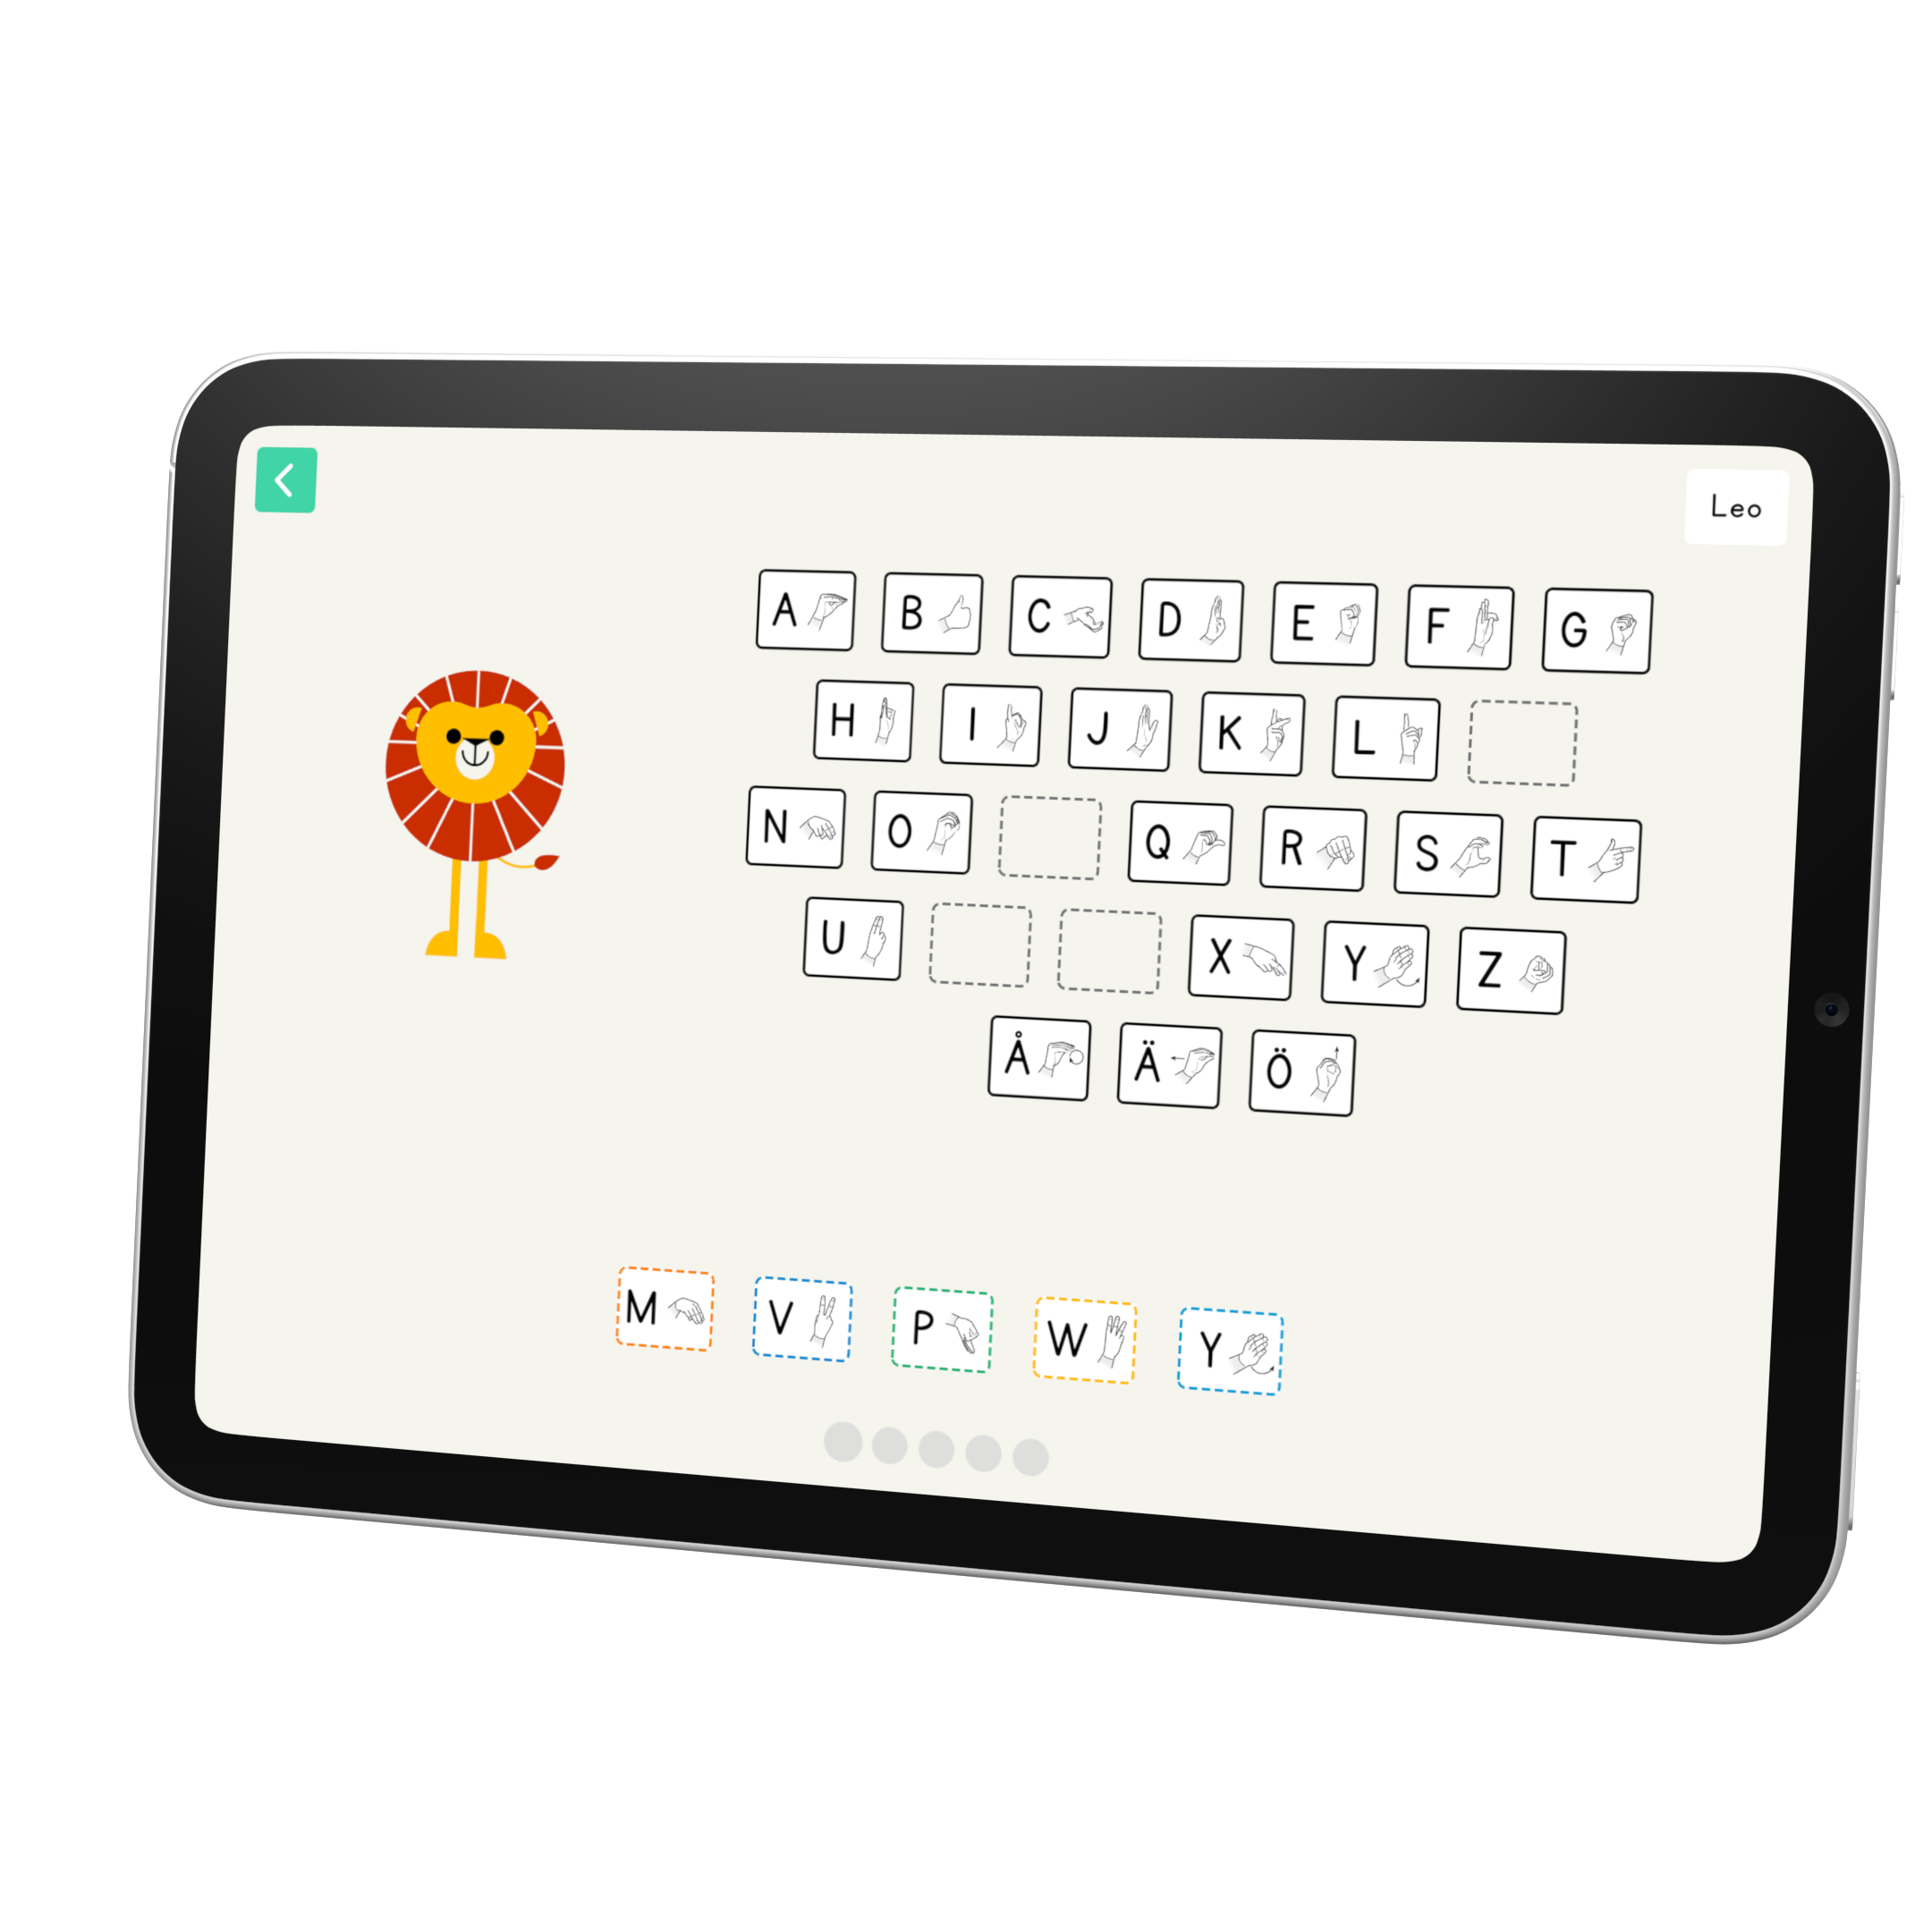 Leo
A B C D E F G
H I J K L
N O Q R S T
U X Y Z
Å Ä Ö
M V P W Y